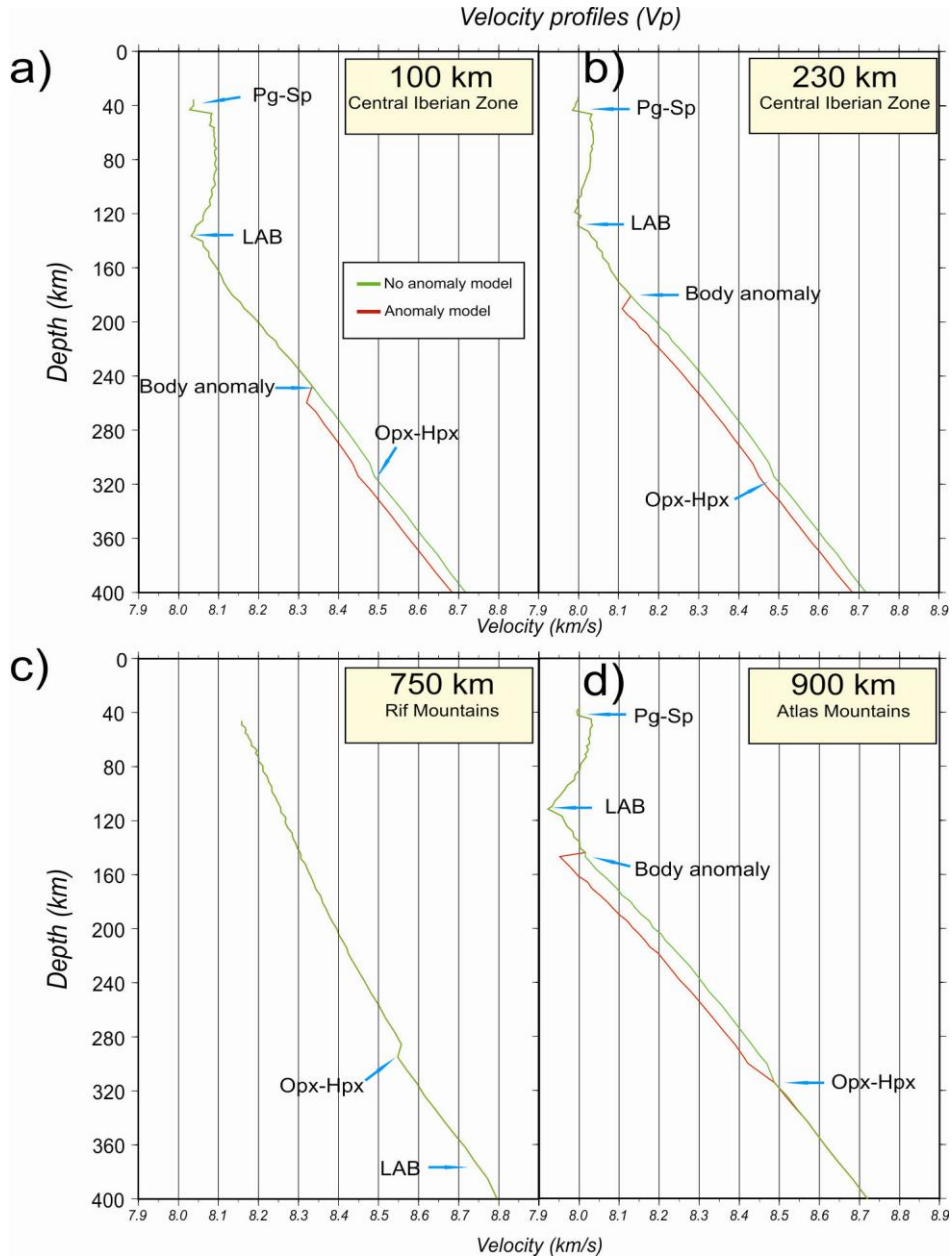 Velocity profiles (Vp)
a)
100 km
Central Iberian Zone
b)
230 km
Central Iberian Zone
0
40
80
120
160
200
240
280
320
360
400
Depth (km)
Pg-Sp
LAB
No anomaly model
Anomaly model
Body anomaly
Opx-Hpx
Pg-Sp
LAB
Body anomaly
Opx-Hpx
7.9 8.0 8.1 8.2 8.3 8.4 8.5 8.6 8.7 7.9 8.0 8.1 8.2 8.3 8.4 8.5 8.6 8.7 8.8 8.9
Velocity (km/s)
c)
750 km
Rif Mountains
d)
900 km
Atlas Mountains
0
40
80
120
160
200
240
280
320
360
400
Depth (km)
Opx-Hpx
LAB
Pg-Sp
LAB
Body anomaly
Opx-Hpx
7.9 8.0 8.1 8.2 8.3 8.4 8.5 8.6 8.7 8.8 7.9 8.0 8.1 8.2 8.3 8.4 8.5 8.6 8.7 8.8 8.9
Velocity (km/s)